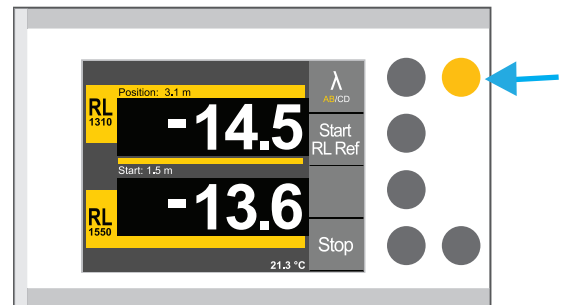 Position: 3.1 m
RL
1310
-14.5
Start: 1.5 m
RL
1550
-13.6
21.3 °C
λ
AB/CD
Start
RL Ref
Stop